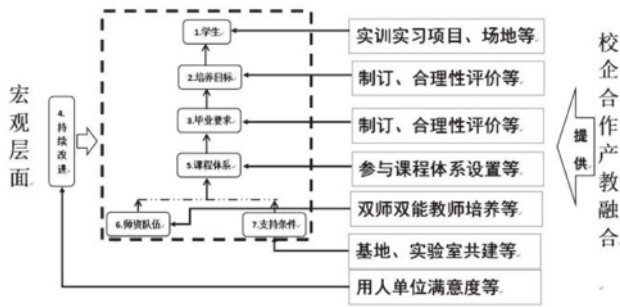 宏观层面
4.持续改进
1.学生
2.培养目标
3.毕业要求
5.课程体系
6.师资队伍
7.支持条件
实训实习项目、场地等
制订、合理性评价等
制订、合理性评价等
参与课程体系设置等
双师双能教师培养等
基地、实验室共建等
用人单位满意度等
提供
校企合作产教融合